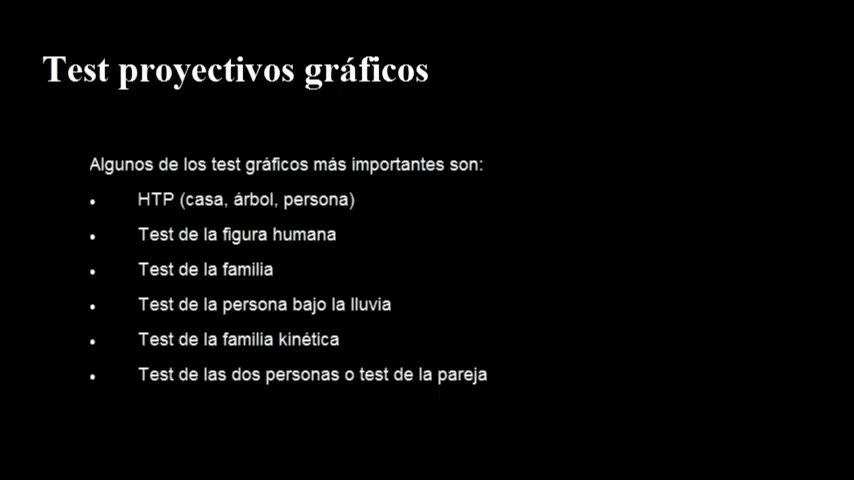 Test proyectivos gráficos
Algunos de los test gráficos más importantes son:
• HTP (casa, árbol, persona)
• Test de la figura humana
• Test de la familia
• Test de la persona bajo la lluvia
• Test de la familia kinética
• Test de las dos personas o test de la pareja